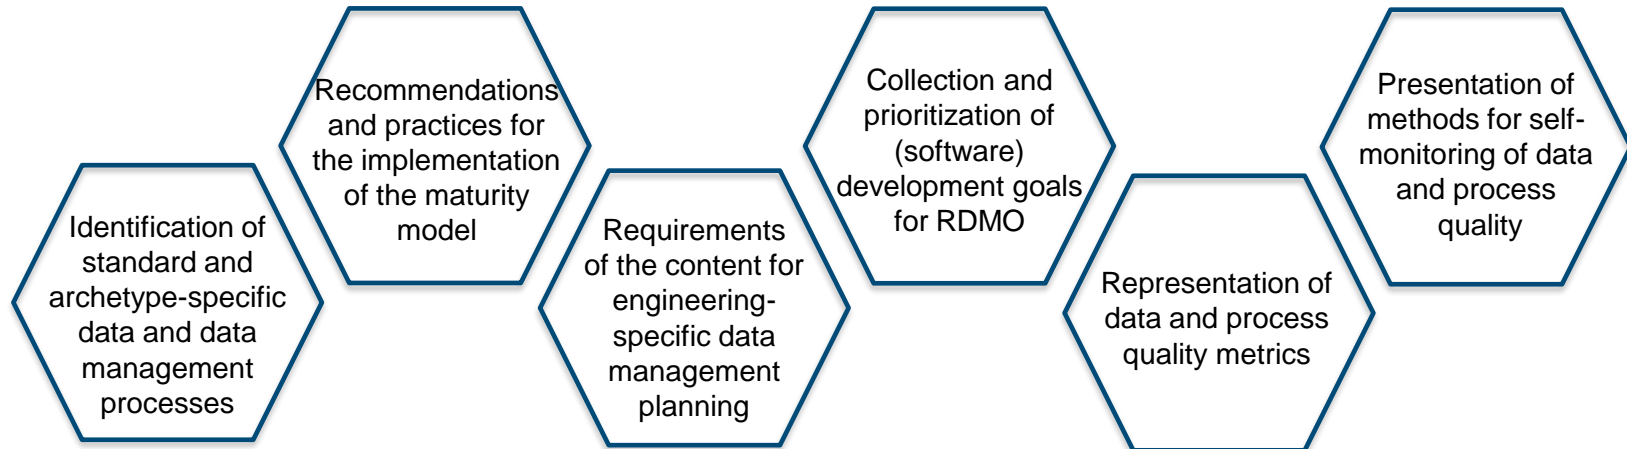 Identification of
standard and
archetype-specific
data and data
management
processes
Recommendations
and practices for
the implementation
of the maturity
model
Requirements
of the content for
engineering-
specific data
management
planning
Collection and
prioritization of
(software)
development goals
for RDMO
Representation of
data and process
quality metrics
Presentation of
methods for self-
monitoring of data
and process
quality